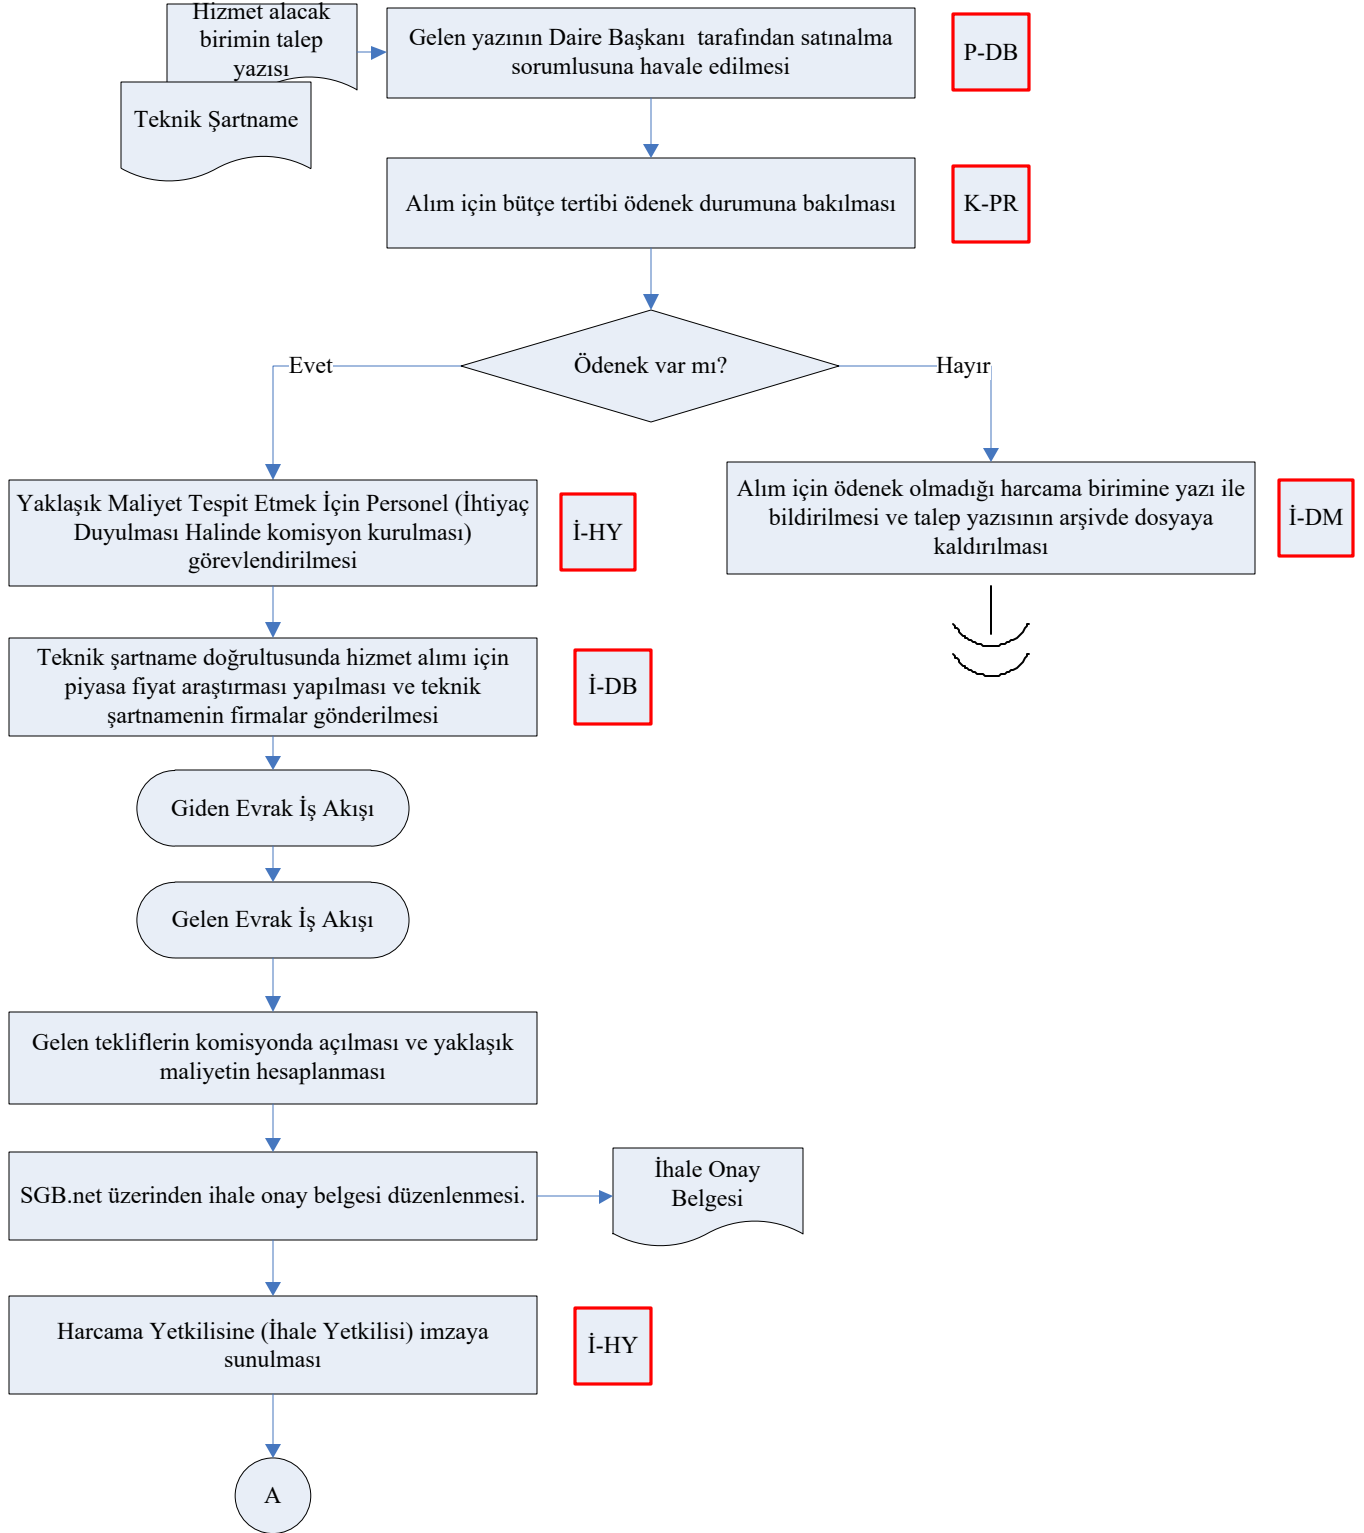 Hizmet alacak
birimin talep
yazısı
Teknik Şartname
Gelen yazının Daire Başkanı  tarafından satınalma
sorumlusuna havale edilmesi
P-DB
Alım için bütçe tertibi ödenek durumuna bakılması
K-PR
Ödenek var mı?
Evet
Hayır
Yaklaşık Maliyet Tespit Etmek İçin Personel (İhtiyaç
Duyulması Halinde komisyon kurulması)
görevlendirilmesi
İ-HY
Alım için ödenek olmadığı harcama birimine yazı ile
bildirilmesi ve talep yazısının arşivde dosyaya
kaldırılması
İ-DM
Teknik şartname doğrultusunda hizmet alımı için
piyasa fiyat araştırması yapılması ve teknik
şartnamenin firmalar gönderilmesi
İ-DB
Giden Evrak İş Akışı
Gelen Evrak İş Akışı
Gelen tekliflerin komisyonda açılması ve yaklaşık
maliyetin hesaplanması
SGB.net üzerinden ihale onay belgesi düzenlenmesi.
İhale Onay
Belgesi
Harcama Yetkilisine (İhale Yetkilisi) imzaya
sunulması
İ-HY
A